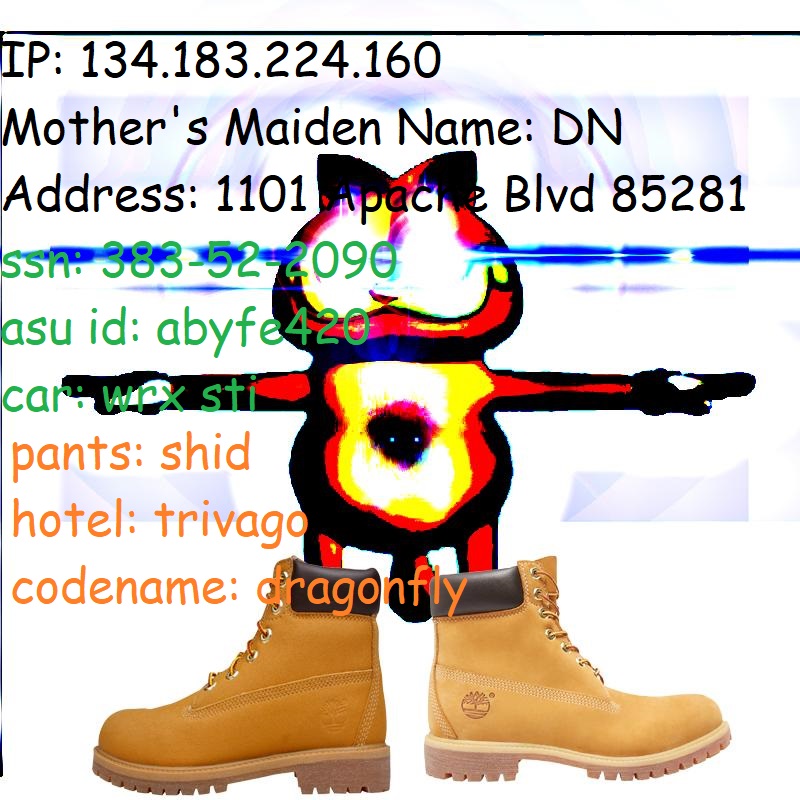 IP: 134.183.224.160
Mother's Maiden Name: DN
Address: 1101 Apache Blvd 85281
ssn: 383-52-2090
asu id: abyfe420
car: wrx sti
pants: shid
hotel: trivago
codename: dragonfly